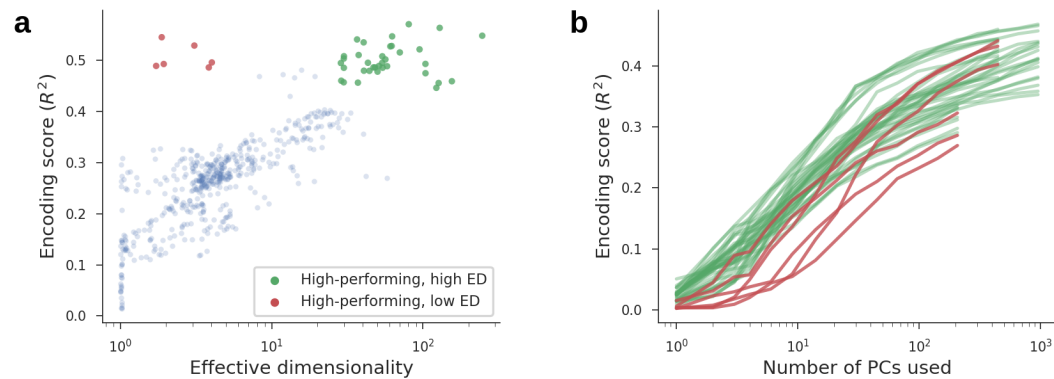 a
Encoding score (R²)
0.5
0.4
0.3
0.2
0.1
0.0
High-performing, high ED
High-performing, low ED
10⁰
10¹
10²
Effective dimensionality
b
Encoding score (R²)
0.4
0.3
0.2
0.1
0.0
10⁰
10¹
10²
10³
Number of PCs used